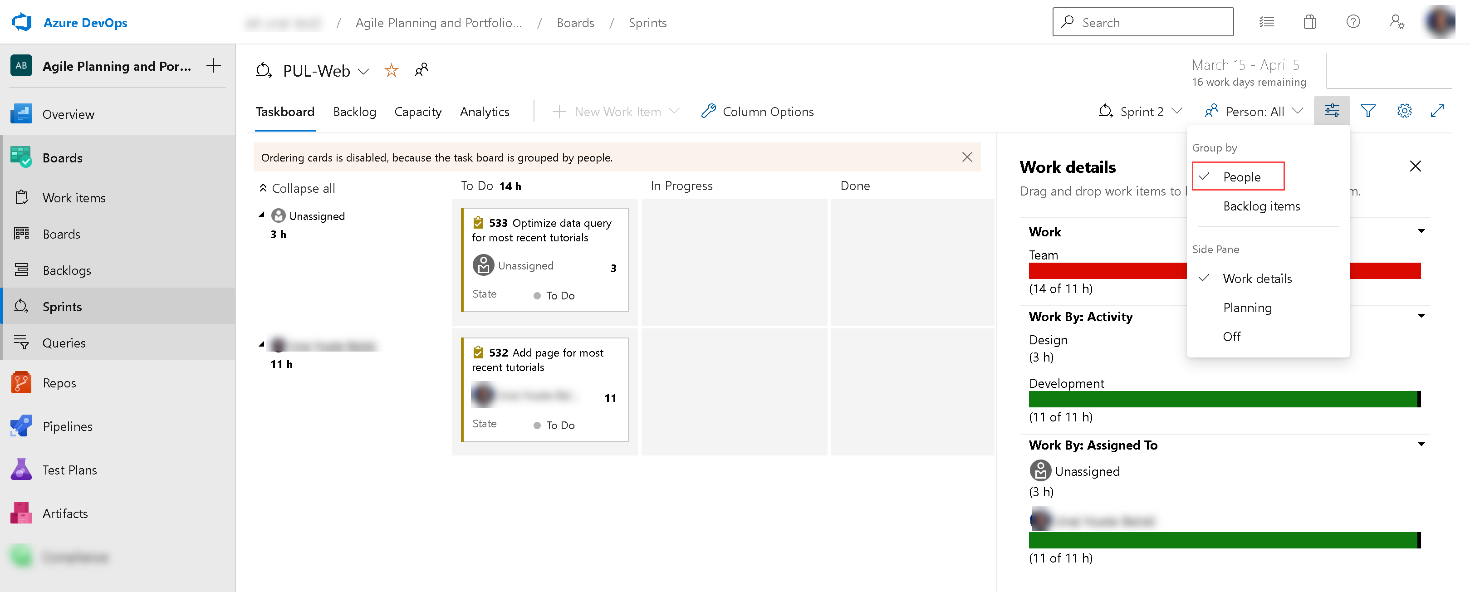 Azure DevOps
/ Agile Planning and Portfolio... / Boards / Sprints
Search
AB Agile Planning and Por...
Overview
Boards
Work items
Boards
Backlogs
Sprints
Queries
Repos
Pipelines
Test Plans
Artifacts
PUL-Web
March 15 - April 5
16 work days remaining
Taskboard Backlog Capacity Analytics New Work Item Column Options
Sprint 2 Person: All
Ordering cards is disabled, because the task board is grouped by people.
Collapse all To Do 14 h In Progress Done
Unassigned
3 h
533 Optimize data query
for most recent tutorials
Unassigned 3
State To Do
11 h
532 Add page for most
recent tutorials
11
State To Do
Group by
People
Backlog items
Side Pane
Work details
Planning
Off
Work details
Drag and drop work items to
m.
Work
Team
(14 of 11 h)
Work By: Activity
Design
(3 h)
Development
(11 of 11 h)
Work By: Assigned To
Unassigned
(3 h)
(11 of 11 h)